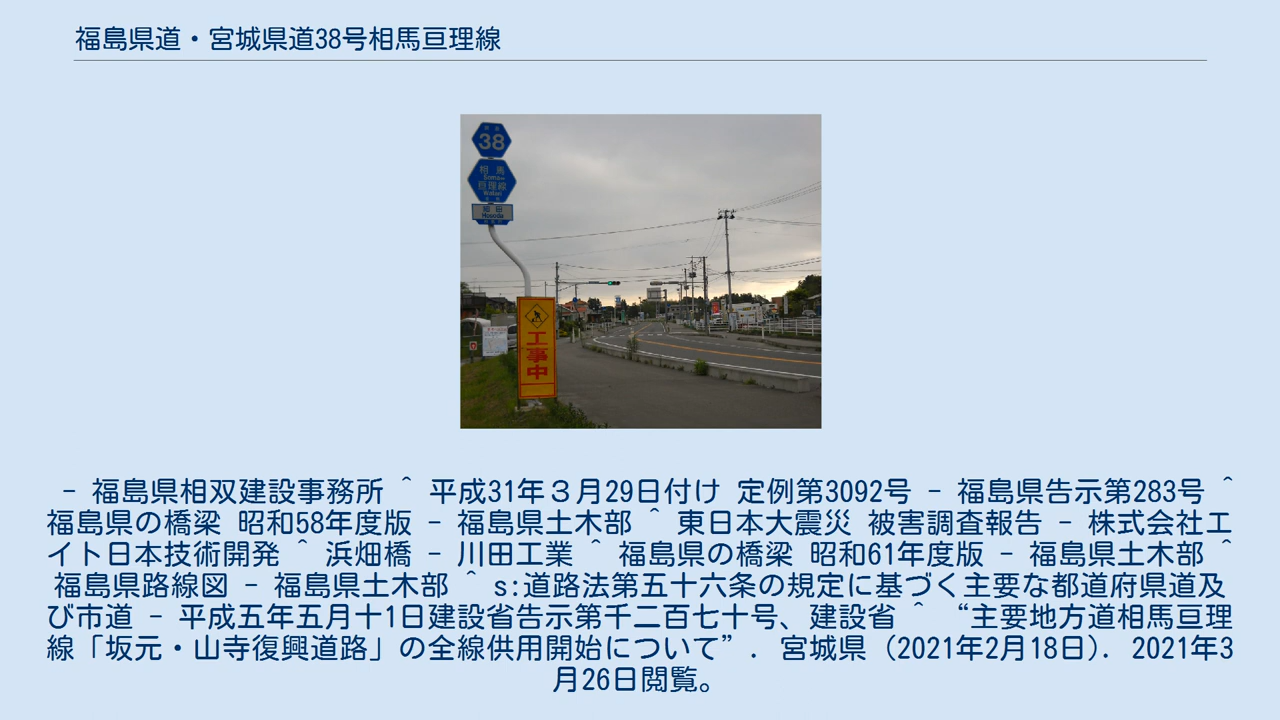 福島県道・宮城県道38号相馬亘理線
38
相馬
Soma
亘理線
Watari
細田
Hosoda
工事中
- 福島県相双建設事務所 ^ 平成31年３月29日付け 定例第3092号 - 福島県告示第283号 ^
福島県の橋梁 昭和58年度版 - 福島県土木部 ^ 東日本大震災 被害調査報告 - 株式会社エ
イト日本技術開発 ^ 浜畑橋 - 川田工業 ^ 福島県の橋梁 昭和61年度版 - 福島県土木部 ^
福島県路線図 - 福島県土木部 ^ s:道路法第五十六条の規定に基づく主要な都道府県道及
び市道 - 平成五年五月十1日建設省告示第千二百七十号、建設省 ^ “主要地方道相馬亘理
線「坂元・山寺復興道路」の全線供用開始について”. 宮城県 (2021年2月18日). 2021年3
月26日閲覧。